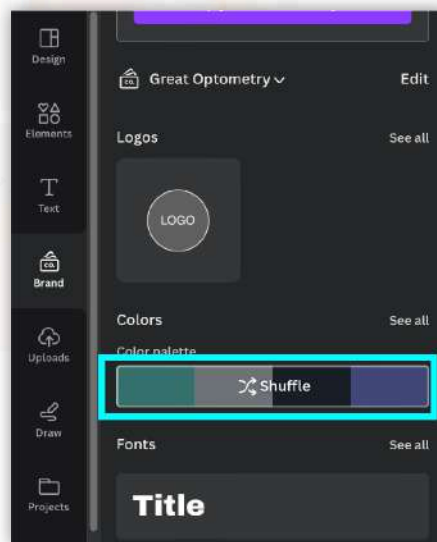 Design
Great Optometry
Edit
Elements
Logos
See all
Text
LOGO
CO.
Brand
Colors
See all
Color palette
Uploads
Shuffle
Draw
Fonts
See all
Projects
Title